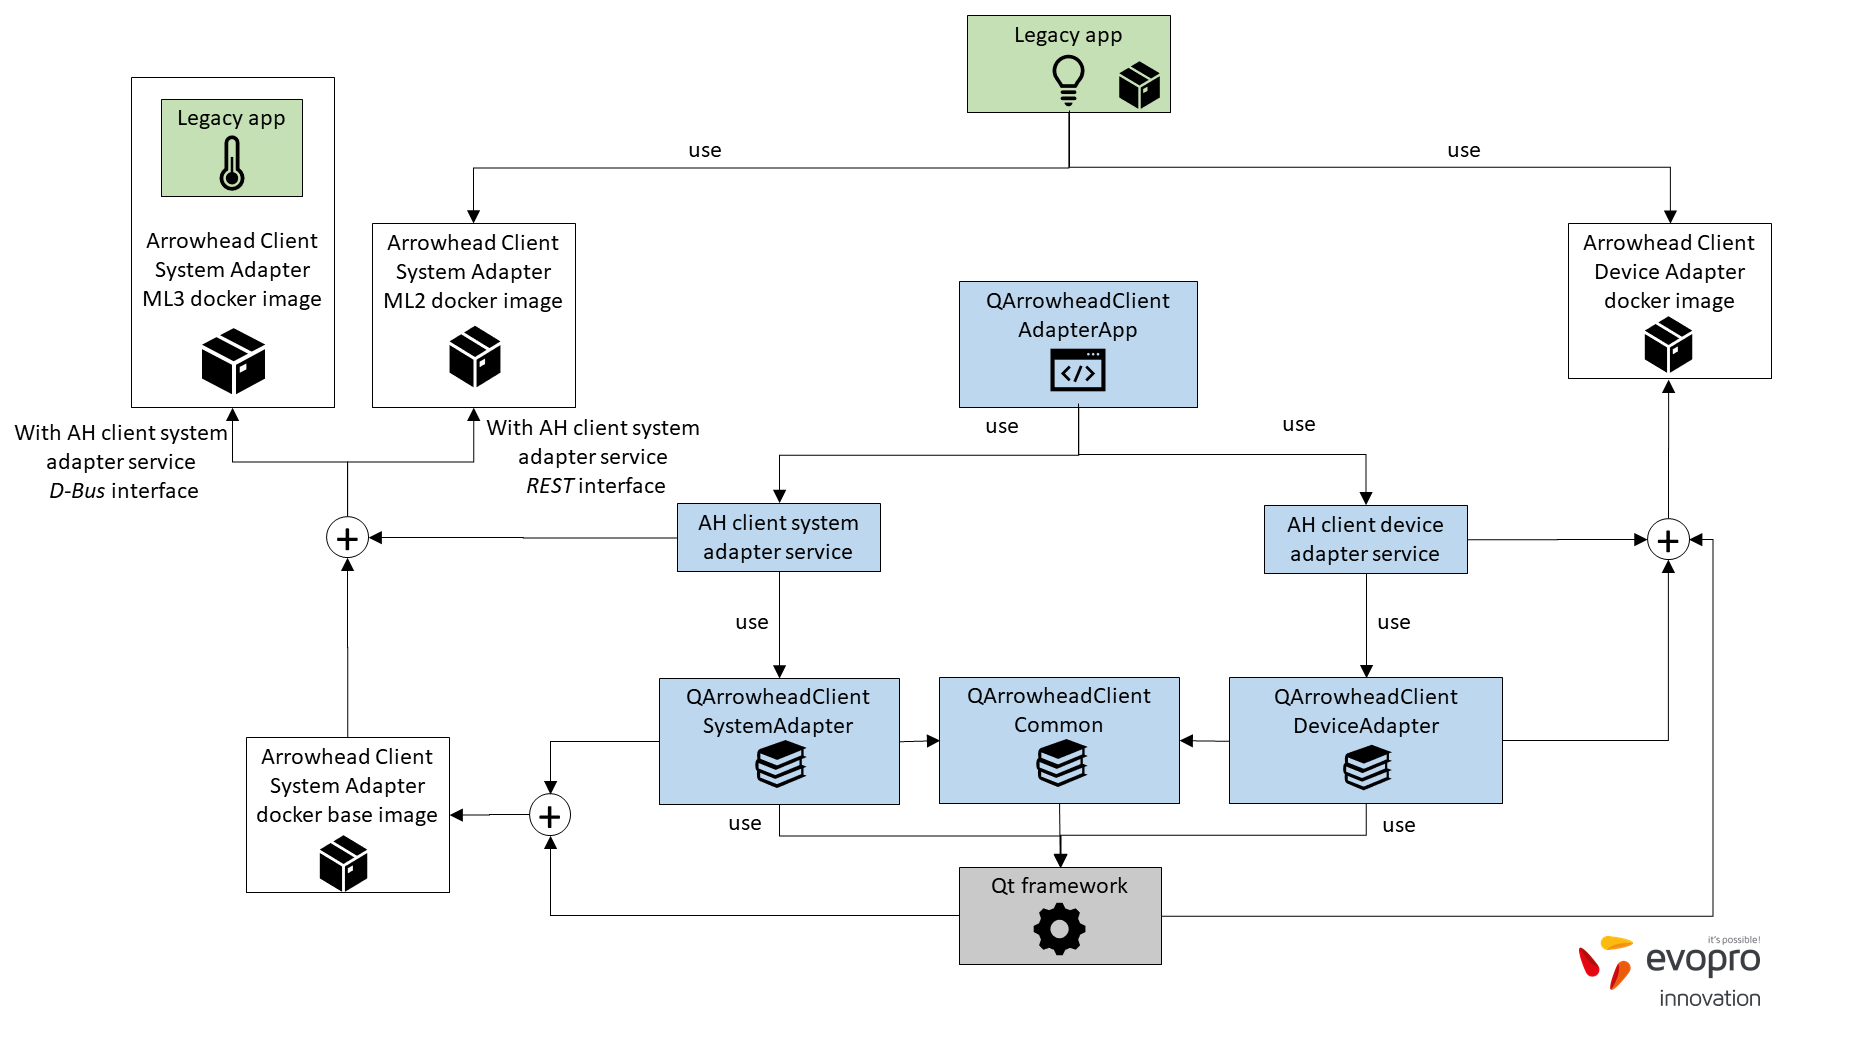 Legacy app
Legacy app
use
use
Arrowhead Client
System Adapter
ML3 docker image
Arrowhead Client
System Adapter
ML2 docker image
Arrowhead Client
Device Adapter
docker image
QArrowheadClient
AdapterApp
</>
With AH client system
adapter service
D-Bus interface
With AH client system
adapter service
REST interface
use
use
AH client system
adapter service
AH client device
adapter service
+
+
use
use
QArrowheadClient
SystemAdapter
QArrowheadClient
Common
QArrowheadClient
DeviceAdapter
Arrowhead Client
System Adapter
docker base image
+
use
use
Qt framework
it's possible!
evopro
innovation